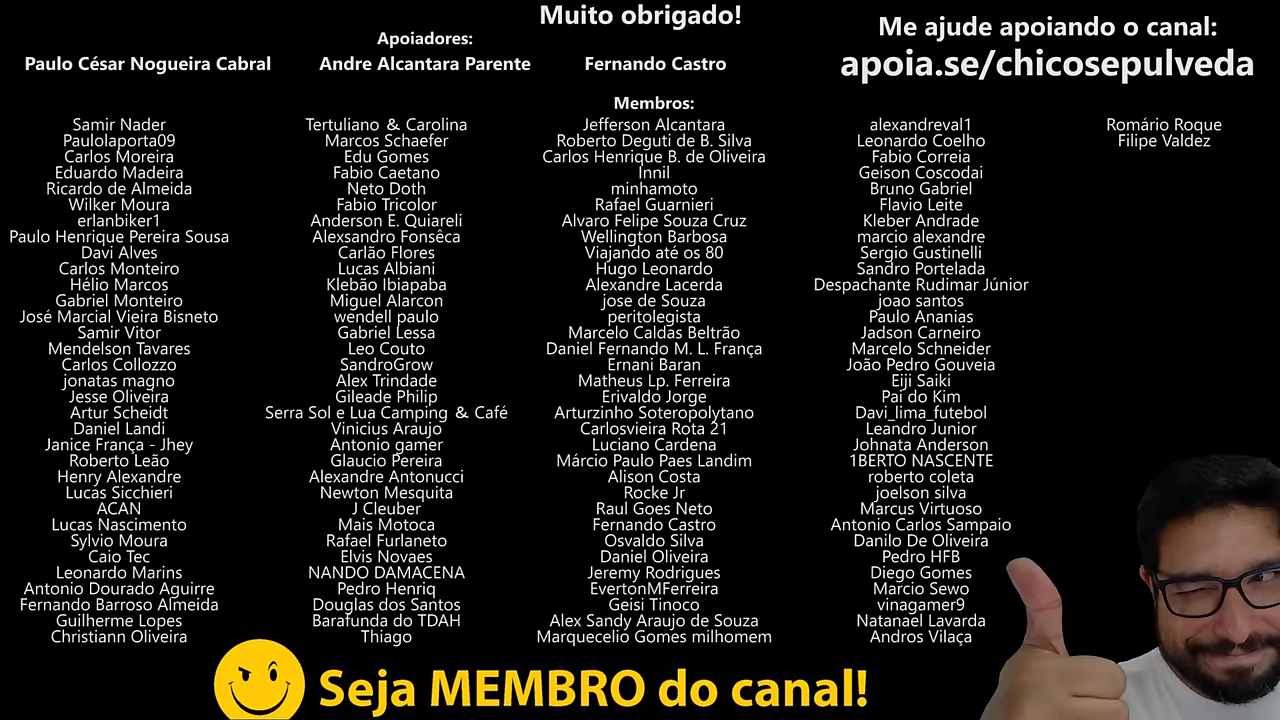 Muito obrigado!
Apoiadores:
Paulo César Nogueira Cabral
Andre Alcantara Parente
Fernando Castro
Me ajude apoiando o canal:
apoia.se/chicosepulveda
Membros:
Samir Nader
Paulolaporta09
Carlos Moreira
Eduardo Madeira
Ricardo de Almeida
Wilker Moura
erlanbiker1
Paulo Henrique Pereira Sousa
Davi Alves
Carlos Monteiro
Hélio Marcos
Gabriel Monteiro
José Marcial Vieira Bisneto
Samir Vitor
Mendelson Tavares
Carlos Collozzo
jonatas magno
Jesse Oliveira
Artur Scheidt
Daniel Landi
Janice França - Jhey
Roberto Leão
Henry Alexandre
Lucas Sicchieri
ACAN
Lucas Nascimento
Sylvio Moura
Caio Tec
Leonardo Marins
Antonio Dourado Aguirre
Fernando Barroso Almeida
Guilherme Lopes
Christiann Oliveira
Tertuliano & Carolina
Marcos Schaefer
Edu Gomes
Fabio Caetano
Neto Doth
Fabio Tricolor
Anderson E. Quiareli
Alexsandro Fonsêca
Carlão Flores
Lucas Albiani
Klebão Ibiapaba
Miguel Alarcon
wendell paulo
Gabriel Lessa
Leo Couto
SandroGrow
Alex Trindade
Gileade Philip
Serra Sol e Lua Camping & Café
Vinicius Araujo
Antonio gamer
Glaucio Pereira
Alexandre Antonucci
Newton Mesquita
J Cleuber
Mais Motoca
Rafael Furlaneto
Elvis Novaes
NANDO DAMACENA
Pedro Henriq
Douglas dos Santos
Barafunda do TDAH
Thiago
Jefferson Alcantara
Roberto Deguti de B. Silva
Carlos Henrique B. de Oliveira
Innil
minhamoto
Rafael Guarnieri
Alvaro Felipe Souza Cruz
Wellington Barbosa
Viajando até os 80
Hugo Leonardo
Alexandre Lacerda
jose de Souza
peritolegista
Marcelo Caldas Beltrão
Daniel Fernando M. L. França
Ernani Baran
Matheus Lp. Ferreira
Erivaldo Jorge
Arturzinho Soteropolytano
Carlosvieira Rota 21
Luciano Cardena
Márcio Paulo Paes Landim
Alison Costa
Rocke Jr
Raul Goes Neto
Fernando Castro
Osvaldo Silva
Daniel Oliveira
Jeremy Rodrigues
EvertonMFerreira
Geisi Tinoco
Alex Sandy Araujo de Souza
Marquecelio Gomes milhomem
alexandreval1
Leonardo Coelho
Fabio Correia
Geison Coscodai
Bruno Gabriel
Flavio Leite
Kleber Andrade
marcio alexandre
Sergio Gustinelli
Sandro Portelada
Despachante Rudimar Júnior
joao santos
Paulo Ananias
Jadson Carneiro
Marcelo Schneider
João Pedro Gouveia
Eiji Saiki
Pai do Kim
Davi_lima_futebol
Leandro Junior
Johnata Anderson
1BERTO NASCENTE
roberto coleta
joelson silva
Marcus Virtuoso
Antonio Carlos Sampaio
Danilo De Oliveira
Pedro HFB
Diego Gomes
Marcio Sewo
vinagamer9
Natanael Lavarda
Andros Vilaça
Romário Roque
Filipe Valdez
Seja MEMBRO do canal!